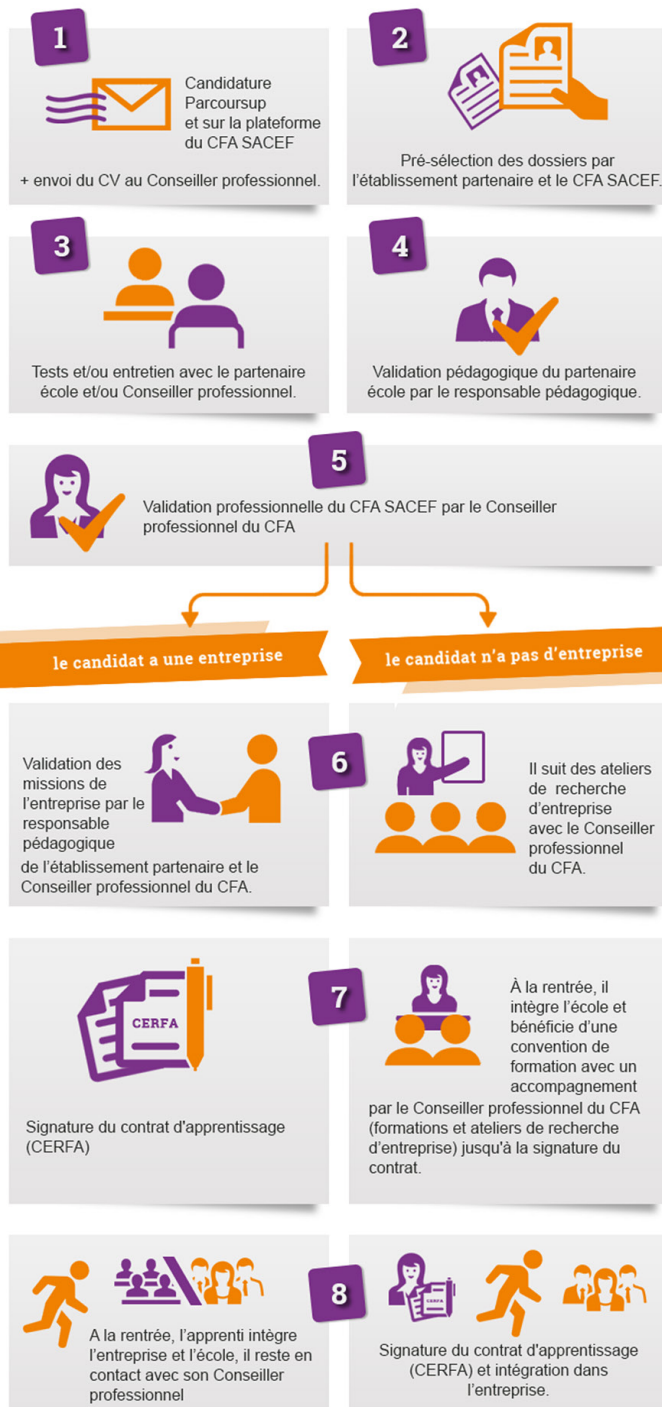 1
Candidature
Parcoursup
et sur la plateforme
du CFA SACEF
+ envoi du CV au Conseiller professionnel.
2
Pré-sélection des dossiers par
l'établissement partenaire et le CFA SACEF.
3
Tests et/ou entretien avec le partenaire
école et/ou Conseiller professionnel.
4
Validation pédagogique du partenaire
école par le responsable pédagogique.
5
Validation professionnelle du CFA SACEF par le Conseiller
professionnel du CFA
le candidat a une entreprise
le candidat n'a pas d'entreprise
6
Validation des
missions de
l'entreprise par le
responsable
pédagogique
de l'établissement partenaire et le
Conseiller professionnel du CFA.
Il suit des ateliers
de recherche
d'entreprise
avec le Conseiller
professionnel
du CFA.
7
CERFA
Signature du contrat d'apprentissage
(CERFA)
À la rentrée, il
intègre l'école et
bénéficie d'une
convention de
formation avec un
accompagnement
par le Conseiller professionnel du CFA
(formations et ateliers de recherche
d'entreprise) jusqu'à la signature du
contrat.
8
A la rentrée, l'apprenti intègre
l'entreprise et l'école, il reste en
contact avec son Conseiller
professionnel
CERFA
Signature du contrat d'apprentissage
(CERFA) et intégration dans
l'entreprise.